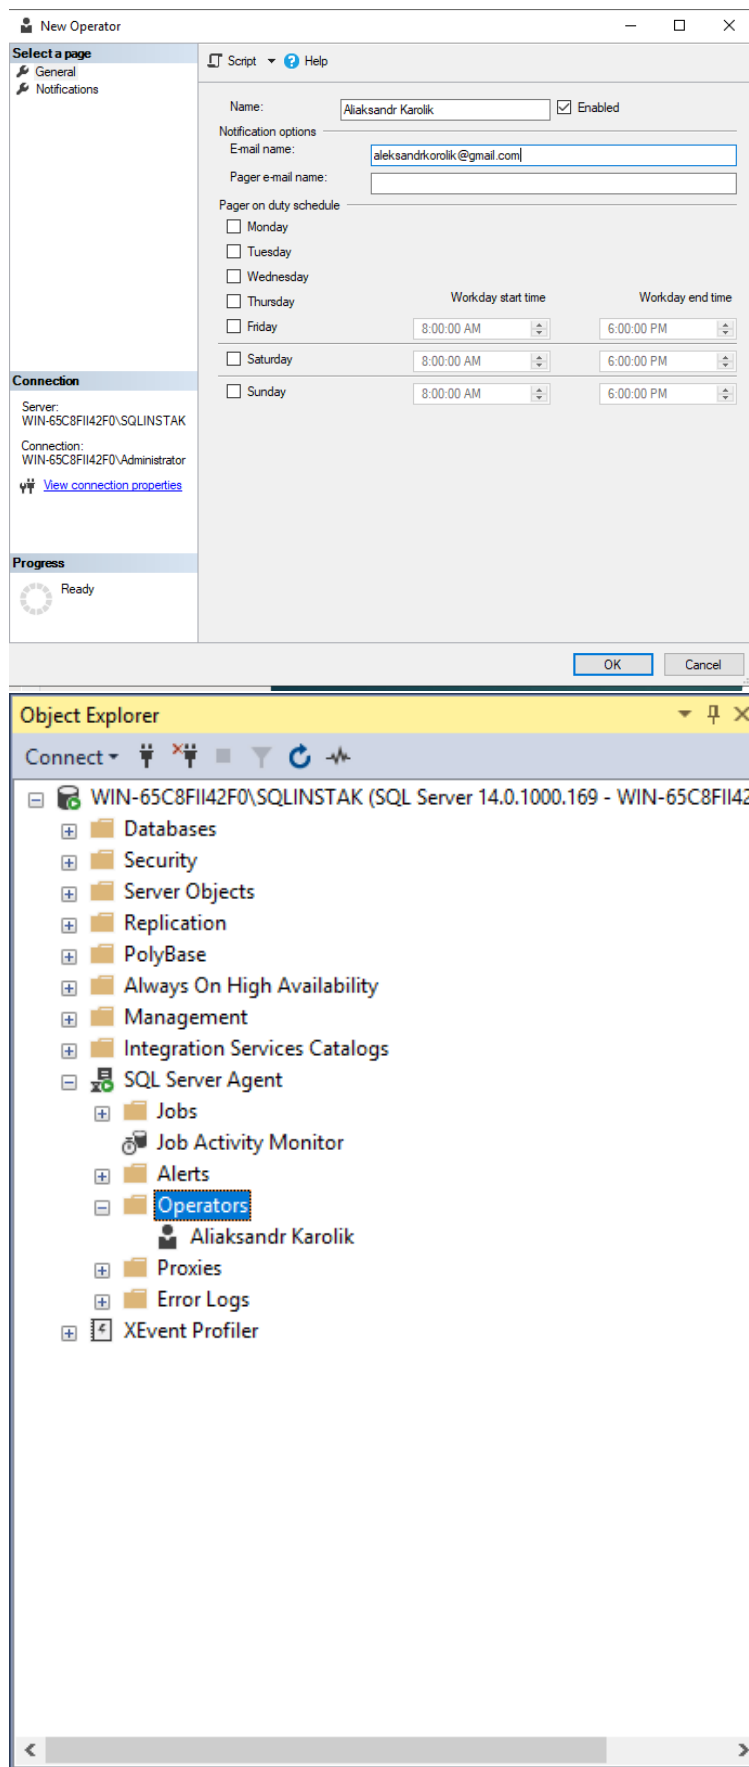 New Operator
Select a page
General
Notifications
Script Help
Name: Aliaksandr Karolik Enabled
Notification options
E-mail name: aleksandrkorolik@gmail.com
Pager e-mail name:
Pager on duty schedule
Monday
Tuesday
Wednesday
Thursday
Workday start time Workday end time
Friday 8:00:00 AM 6:00:00 PM
Saturday 8:00:00 AM 6:00:00 PM
Sunday 8:00:00 AM 6:00:00 PM
Connection
Server:
WIN-65C8FII42F0\SQLINSTAK
Connection:
WIN-65C8FII42F0\Administrator
View connection properties
Progress
Ready
OK Cancel
Object Explorer
Connect
WIN-65C8FII42F0\SQLINSTAK (SQL Server 14.0.1000.169 - WIN-65C8FII42
Databases
Security
Server Objects
Replication
PolyBase
Always On High Availability
Management
Integration Services Catalogs
SQL Server Agent
Jobs
Job Activity Monitor
Alerts
Operators
Aliaksandr Karolik
Proxies
Error Logs
XEvent Profiler